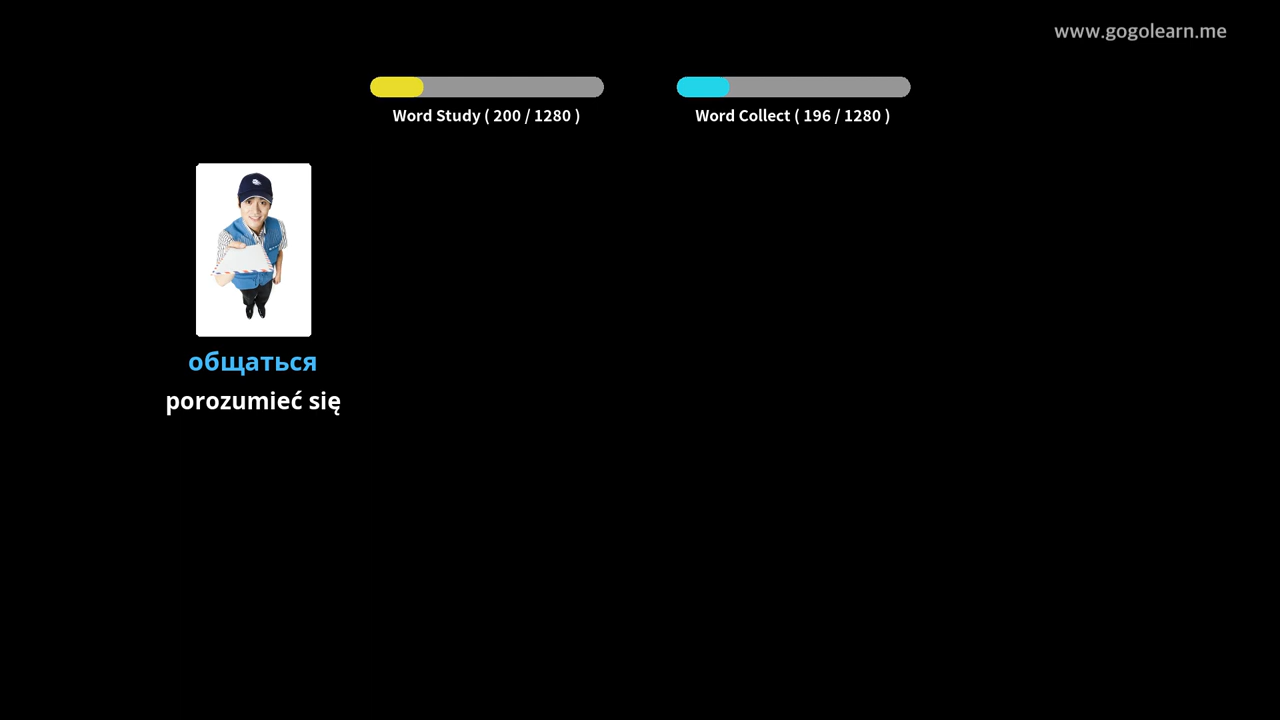 www.gogolearn.me
Word Study ( 200 / 1280 )
Word Collect ( 196 / 1280 )
общаться
porozumieć się